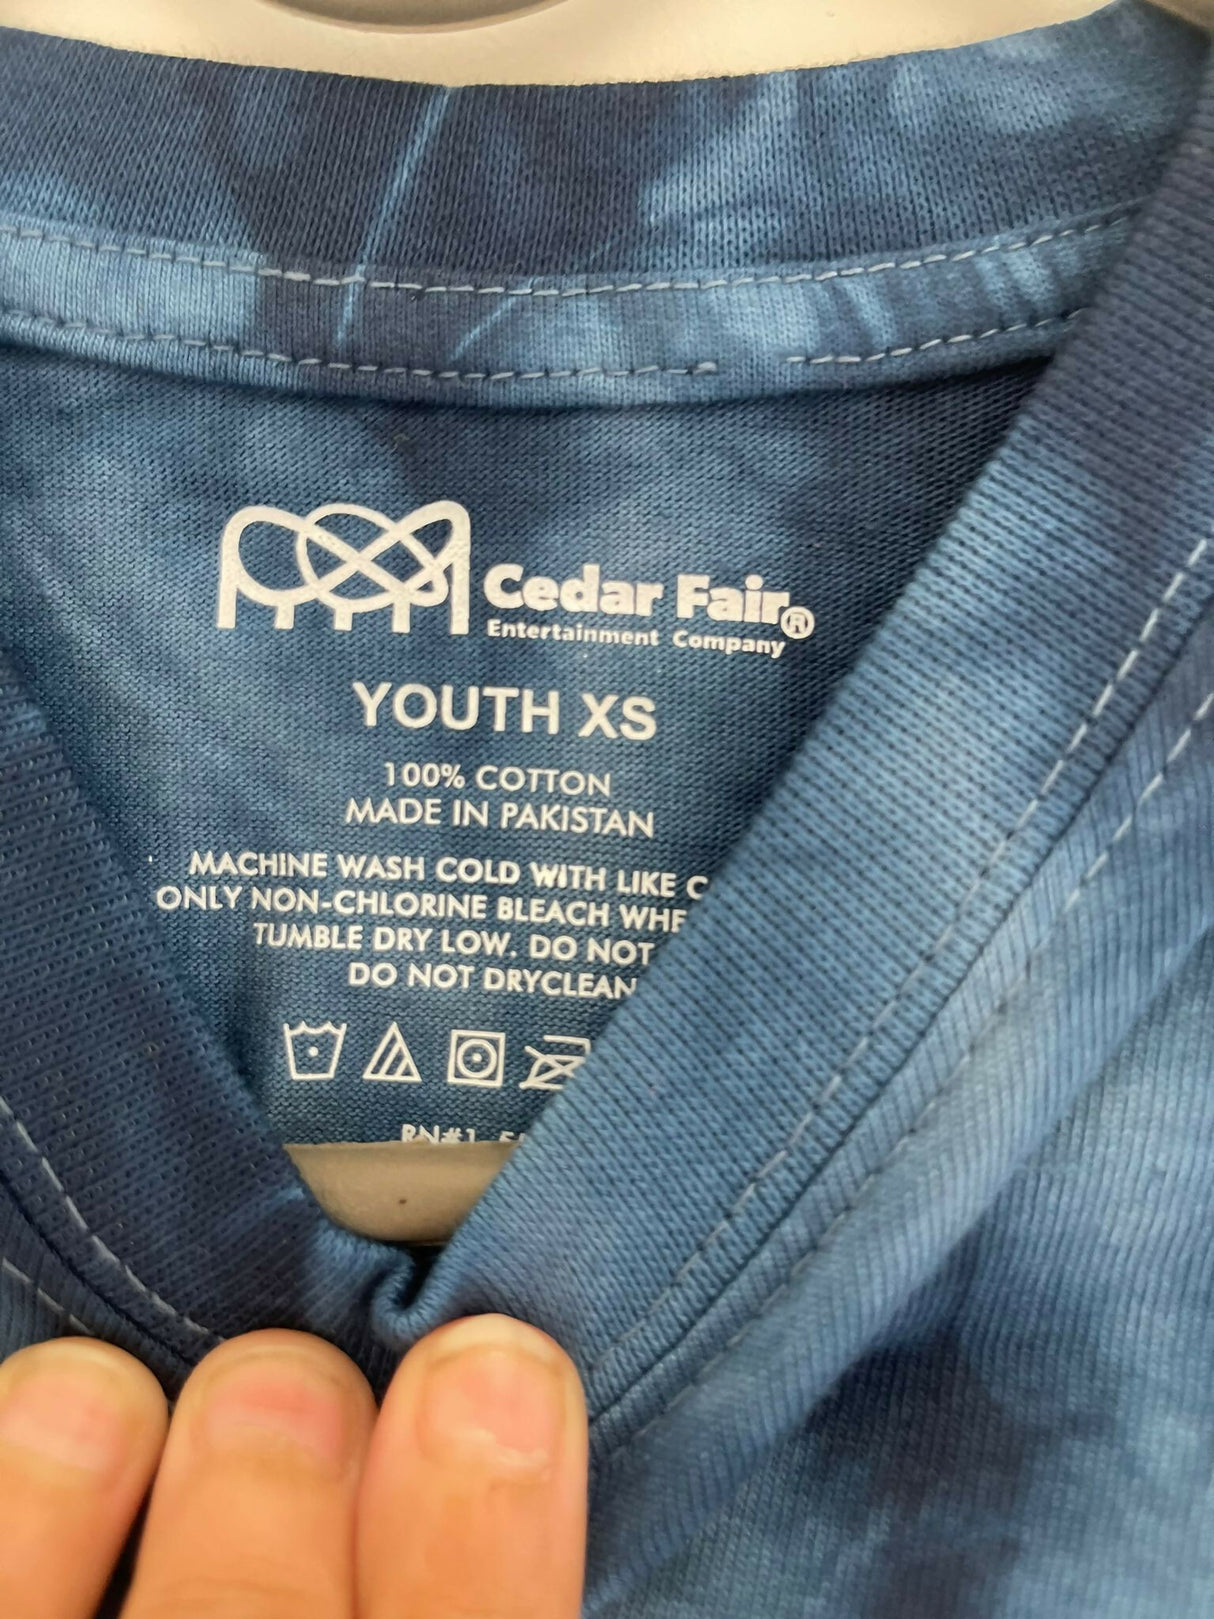 Cedar Fair®
Entertainment Company
YOUTH XS
100% COTTON
MADE IN PAKISTAN
MACHINE WASH COLD WITH LIKE
ONLY NON-CHLORINE BLEACH
TUMBLE DRY LOW. DO NOT
DO NOT DRYCLEAN